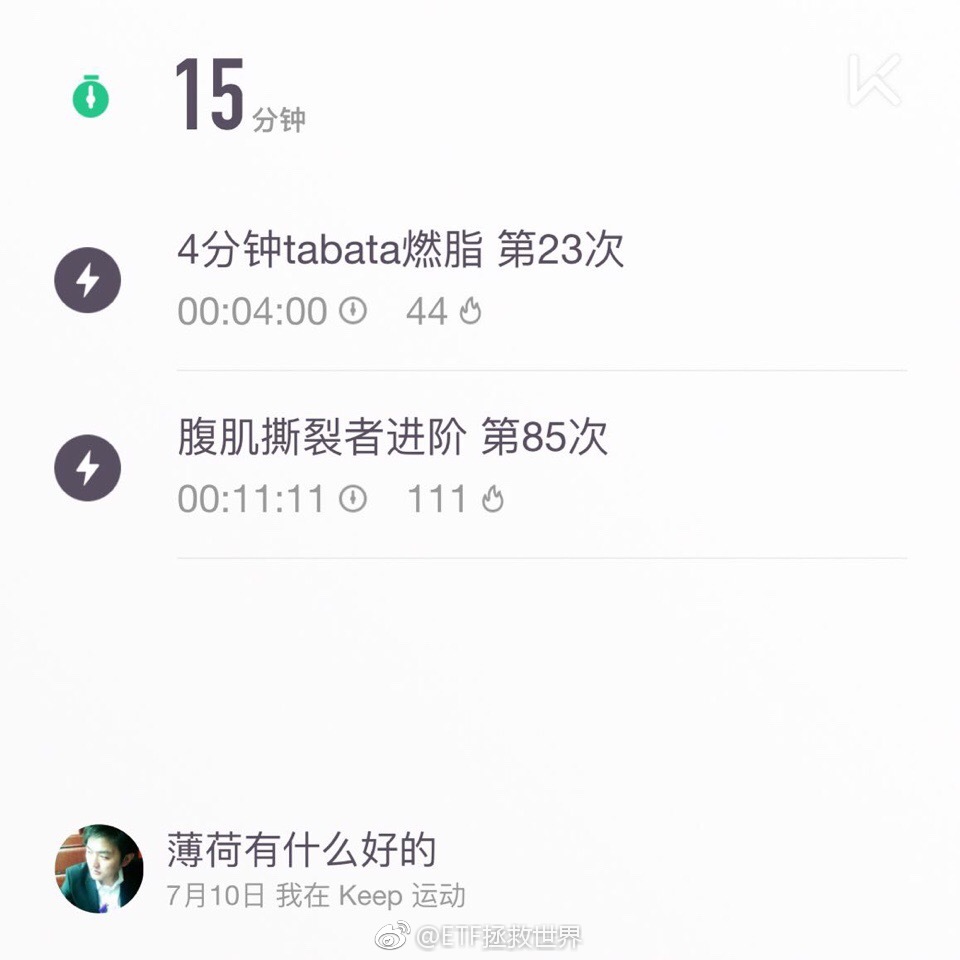 15 分钟
4分钟tabata燃脂 第23次
00:04:00 44
腹肌撕裂者进阶 第85次
00:11:11 111
薄荷有什么好的
7月10日 我在 Keep 运动
@ETF拯救世界